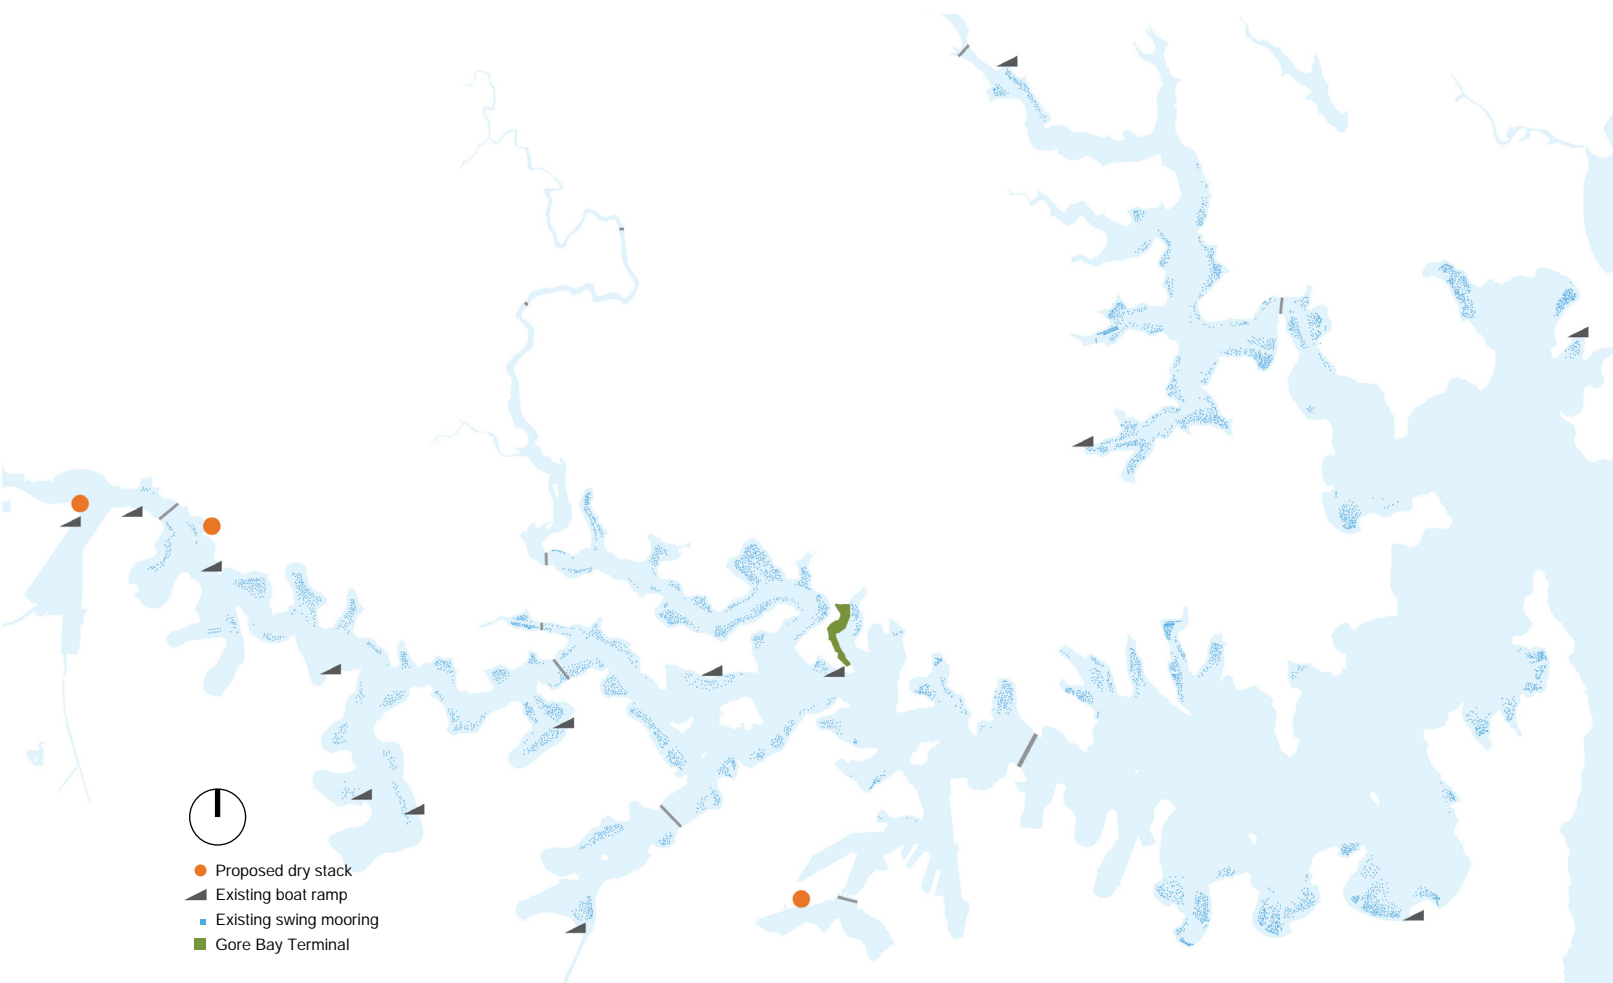 Proposed dry stack
Existing boat ramp
Existing swing mooring
Gore Bay Terminal